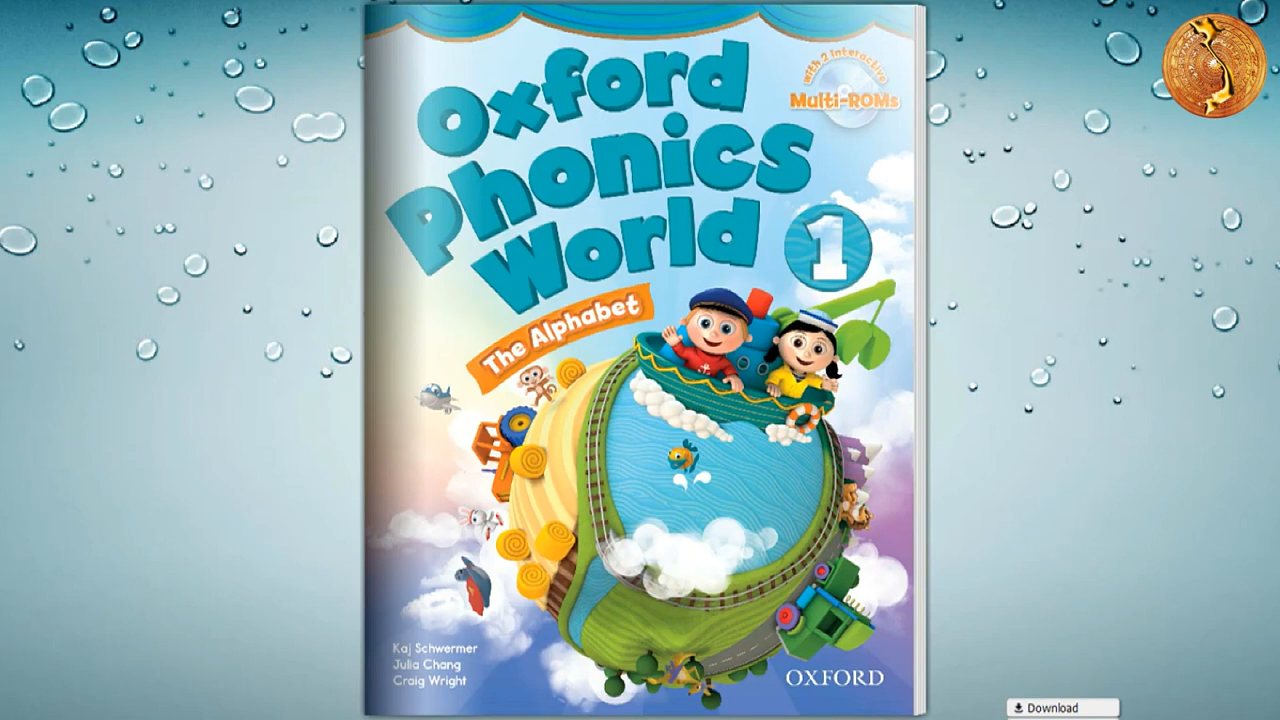 Oxford
Phonics
World
1
With 2 Interactive
Multi-ROMs
The Alphabet
Kaj Schwermer
Julia Chang
Craig Wright
OXFORD
Download